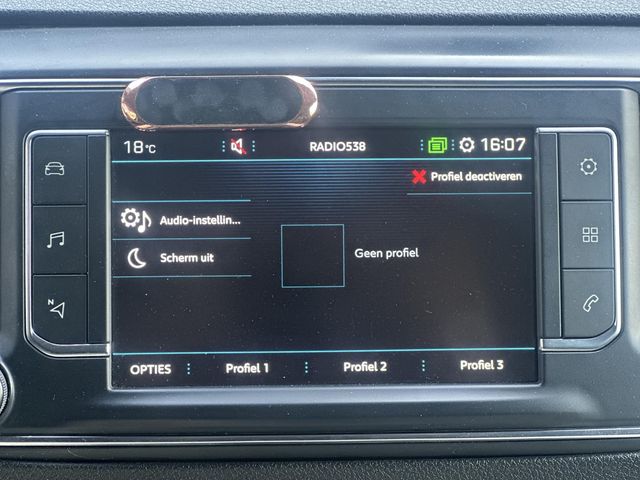 18°C
RADIO538
16:07
Profiel deactiveren
Audio-instellin...
Geen profiel
Scherm uit
N
OPTIES
Profiel 1
Profiel 2
Profiel 3